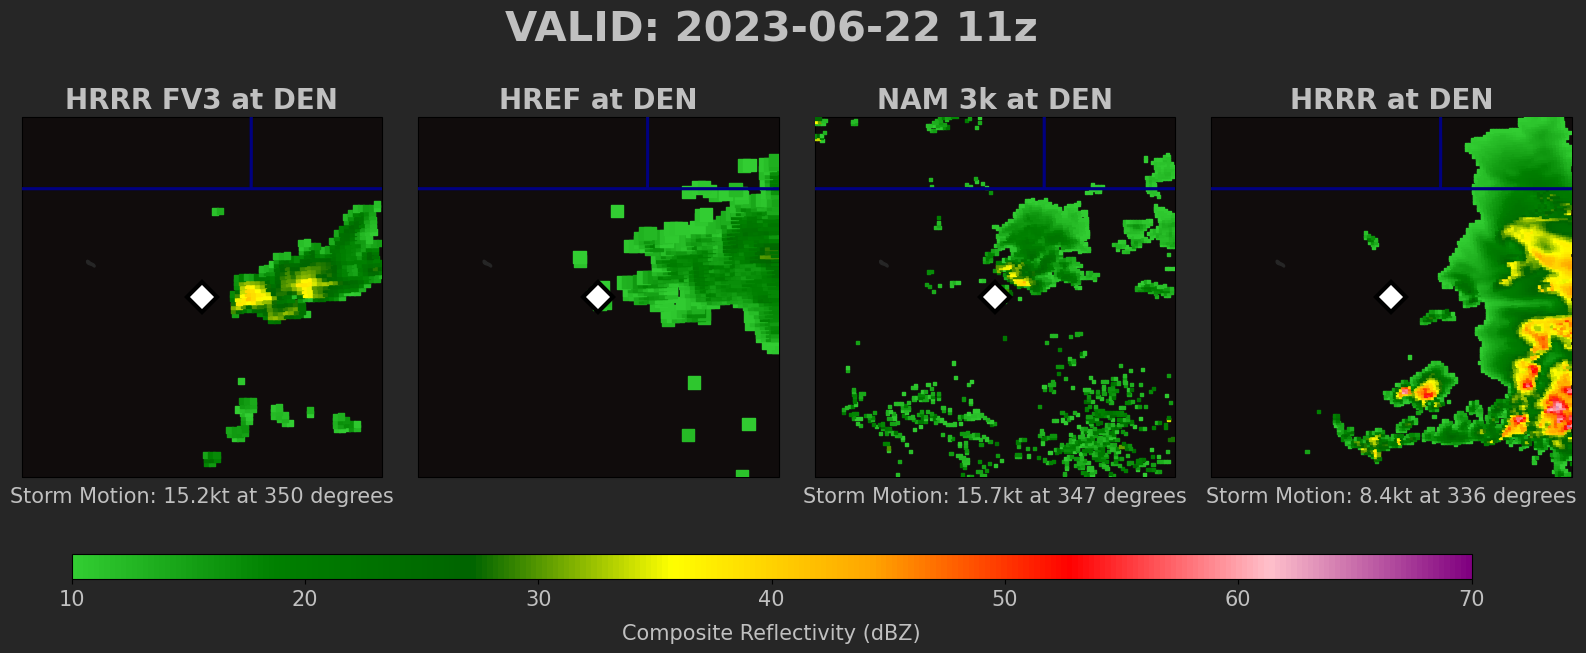 VALID: 2023-06-22 11z
HRRR FV3 at DEN
HREF at DEN
NAM 3k at DEN
HRRR at DEN
Storm Motion: 15.2kt at 350 degrees
Storm Motion: 15.7kt at 347 degrees
Storm Motion: 8.4kt at 336 degrees
10 20 30 40 50 60 70
Composite Reflectivity (dBZ)